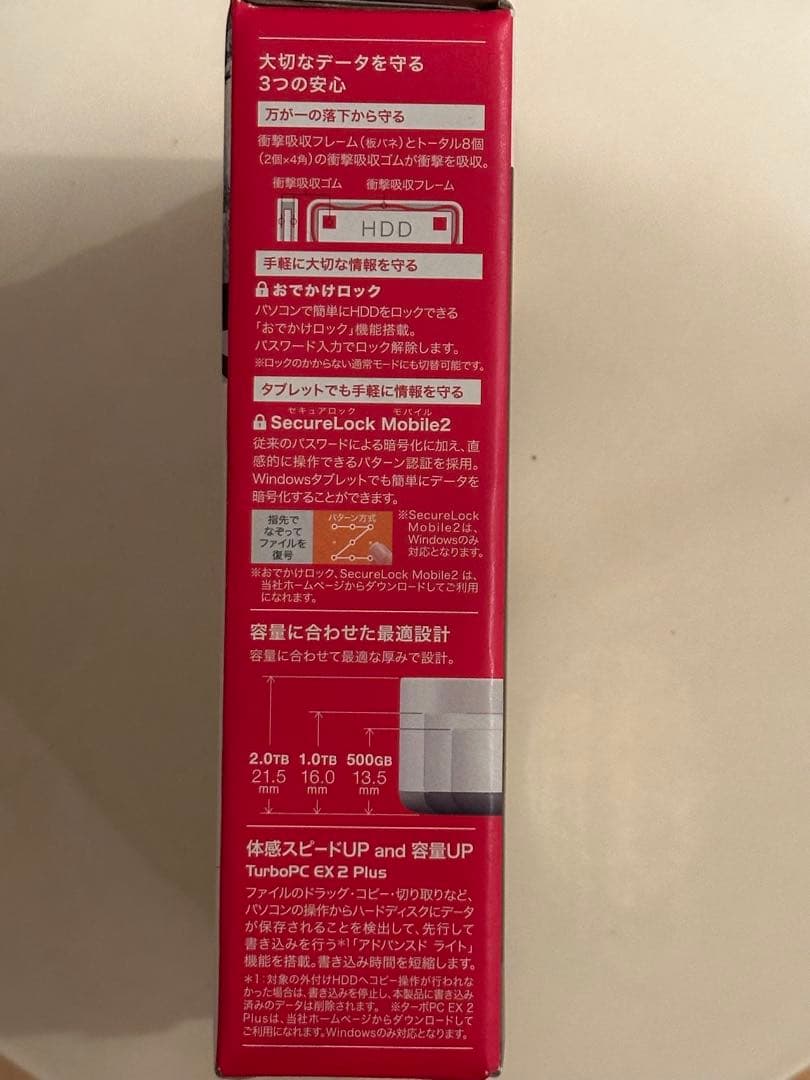 大切なデータを守る
3つの安心
万が一の落下から守る
衝撃吸収フレーム(板バネ)とトータル8個
(2個×4角)の衝撃吸収ゴムが衝撃を吸収。
衝撃吸収ゴム 衝撃吸収フレーム
HDD
手軽に大切な情報を守る
おでかけロック
パソコンで簡単にHDDをロックできる
「おでかけロック」機能搭載。
パスワード入力でロック解除します。
※ロックのかからない通常モードにも切替可能です。
タブレットでも手軽に情報を守る
セキュアロック モバイル
SecureLock Mobile2
従来のパスワードによる暗号化に加え、直
感的に操作できるパターン認証を採用。
Windowsタブレットでも簡単にデータを
暗号化することができます。
指先で
なぞって
ファイルを
復号
パターン方式
※SecureLock
Mobile2は、
Windowsのみ
対応となります。
※おでかけロック、SecureLock Mobile2 は、
当社ホームページからダウンロードしてご利用
になれます。
容量に合わせた最適設計
容量に合わせて最適な厚みで設計。
2.0TB 1.0TB 500GB
21.5 16.0 13.5
mm mm mm
体感スピードUP and 容量UP
TurboPC EX 2 Plus
ファイルのドラッグ・コピー・切り取りなど、
パソコンの操作からハードディスクにデータ
が保存されることを検出して、先行して
書き込みを行う*1「アドバンスド ライト」
機能を搭載。書き込み時間を短縮します。
*1:対象の外付けHDDへコピー操作が行われな
かった場合は、書き込みを停止し、本製品に書き込み
済みのデータは削除されます。 ※ターボPC EX 2
Plusは、当社ホームページからダウンロードして
ご利用になれます。Windowsのみ対応となります。